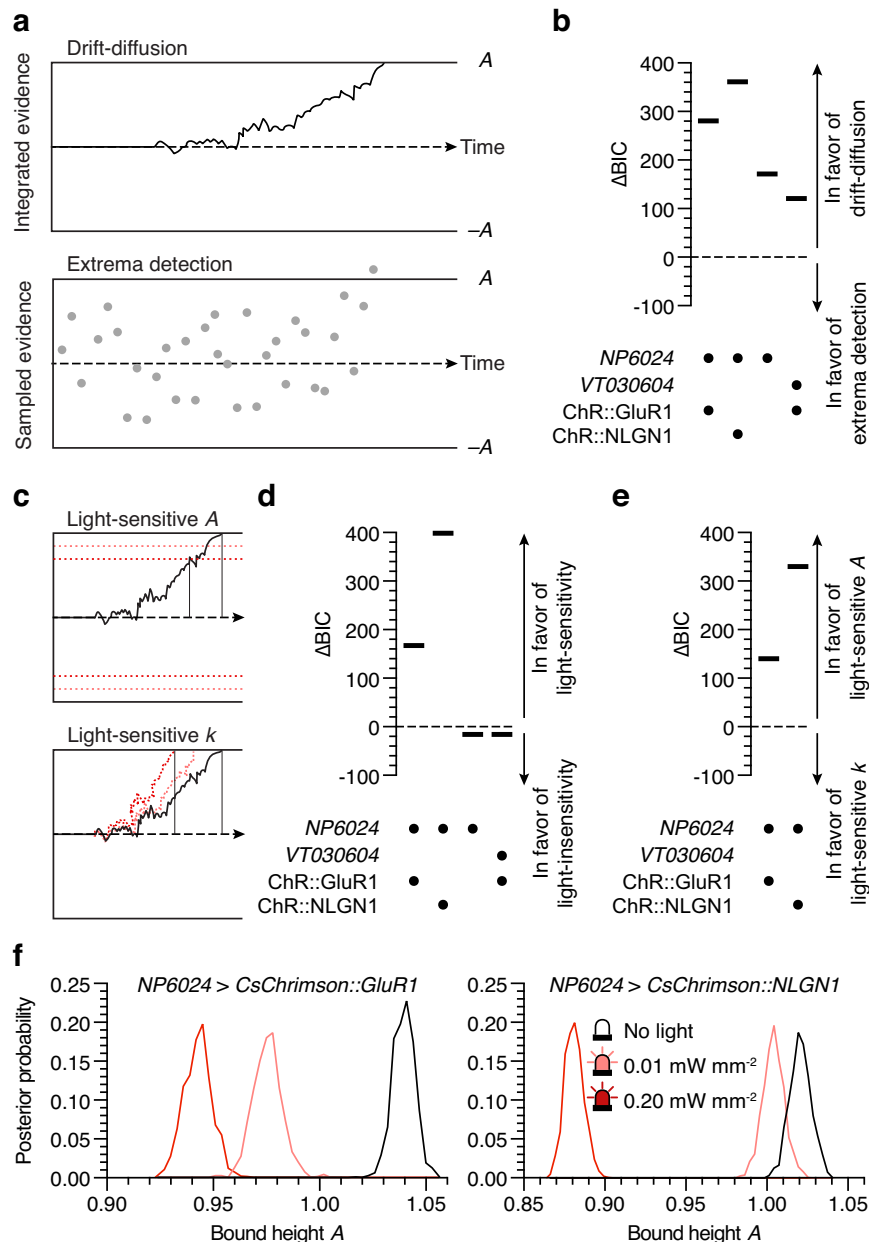 a
Drift-diffusion
Integrated evidence
A
Time
–A
Extrema detection
Sampled evidence
A
Time
–A
b
400
300
200
100
0
-100
ΔBIC
In favor of
drift-diffusion
In favor of
extrema detection
NP6024
VT030604
ChR::GluR1
ChR::NLGN1
c
Light-sensitive A
Light-sensitive k
d
400
300
200
100
0
-100
ΔBIC
In favor of
light-sensitivity
In favor of
light-insensitivity
NP6024
VT030604
ChR::GluR1
ChR::NLGN1
e
400
300
200
100
0
-100
ΔBIC
In favor of
light-sensitive A
In favor of
light-sensitive k
NP6024
VT030604
ChR::GluR1
ChR::NLGN1
f
NP6024 > CsChrimson::GluR1
Posterior probability
0.25
0.20
0.15
0.10
0.05
0.00
0.90 0.95 1.00 1.05
Bound height A
NP6024 > CsChrimson::NLGN1
No light
0.01 mW mm-2
0.20 mW mm-2
0.25
0.20
0.15
0.10
0.05
0.00
0.85 0.90 0.95 1.00 1.05
Bound height A